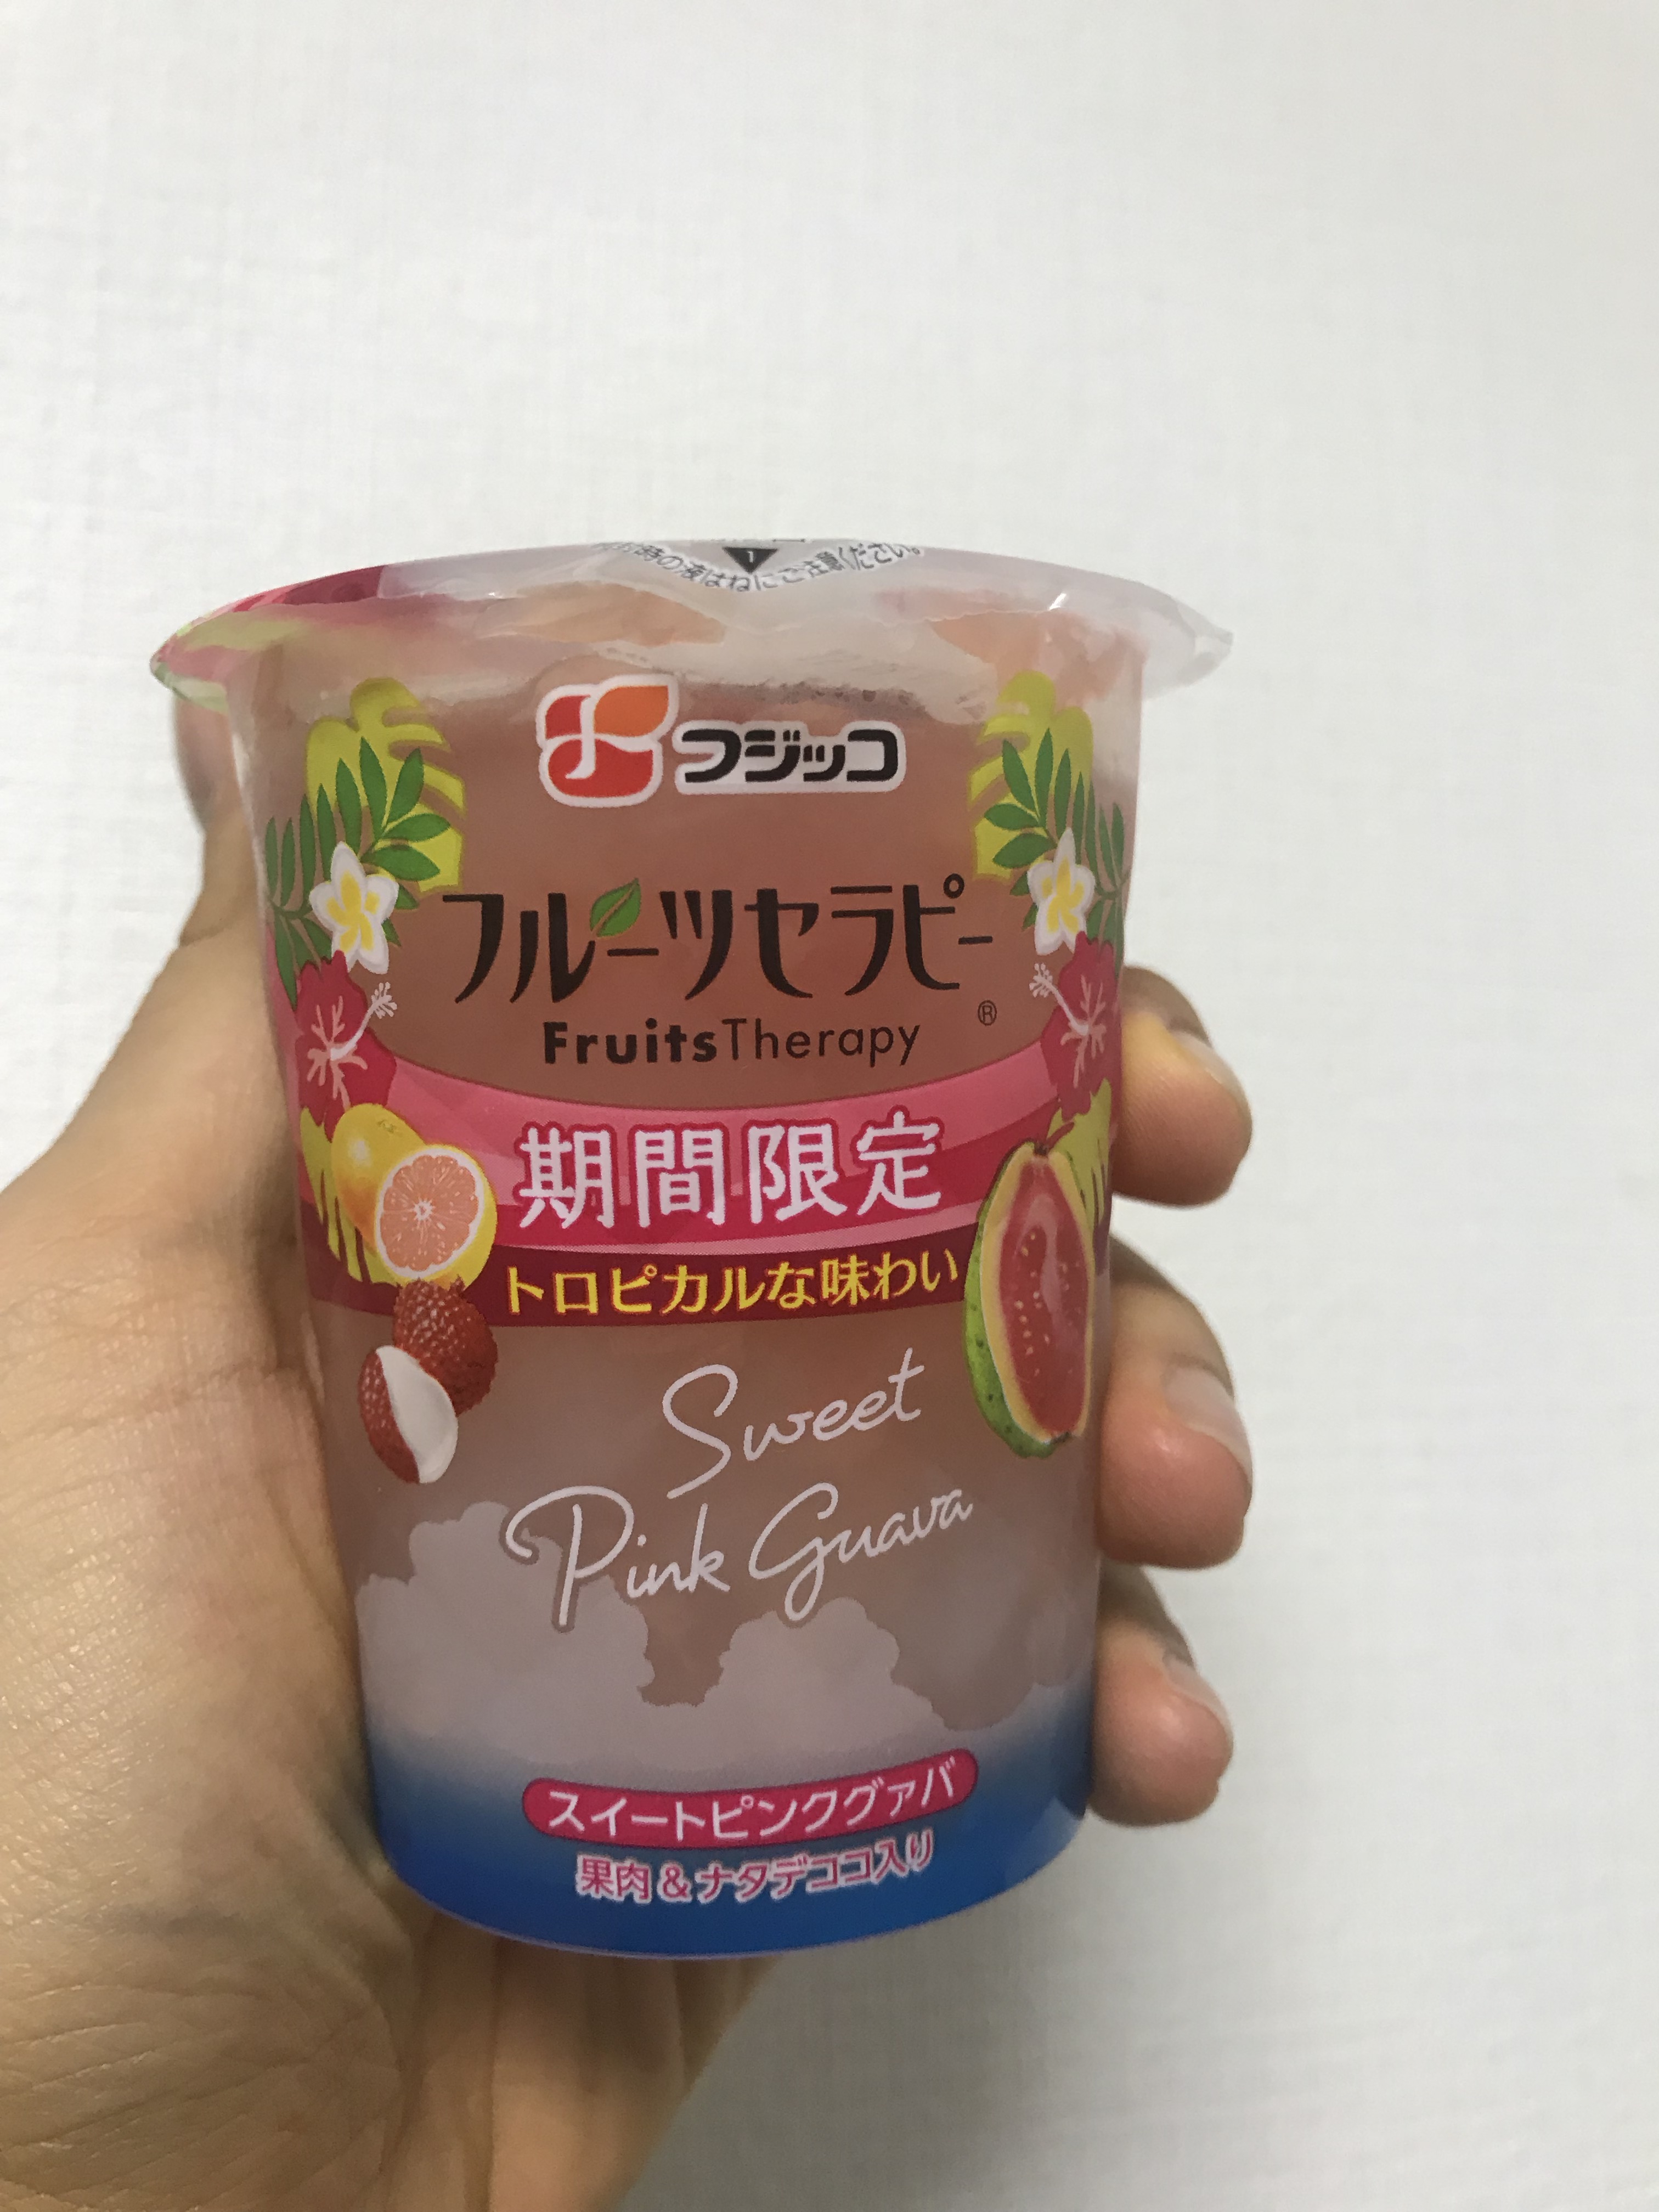 1
時の液はねにご注意ください。
フジッコ
フルーツセラピー
FruitsTherapy ®
期間限定
トロピカルな味わい
Sweet
Pink Guava
スイートピンクグァバ
果肉&ナタデココ入り